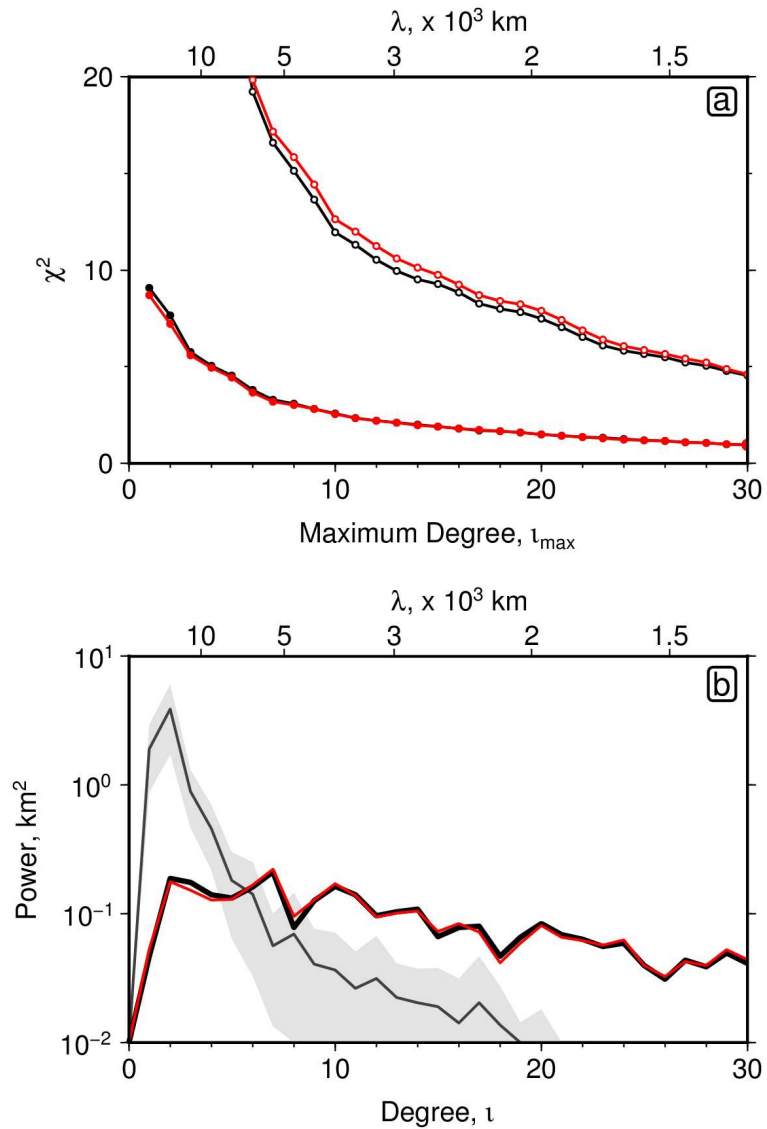 λ, x 10³ km
10 5 3 2 1.5
a
20
10
0
χ²
0 10 20 30
Maximum Degree, ιmax
λ, x 10³ km
10 5 3 2 1.5
b
10¹
10⁰
10⁻¹
10⁻²
Power, km²
0 10 20 30
Degree, ι